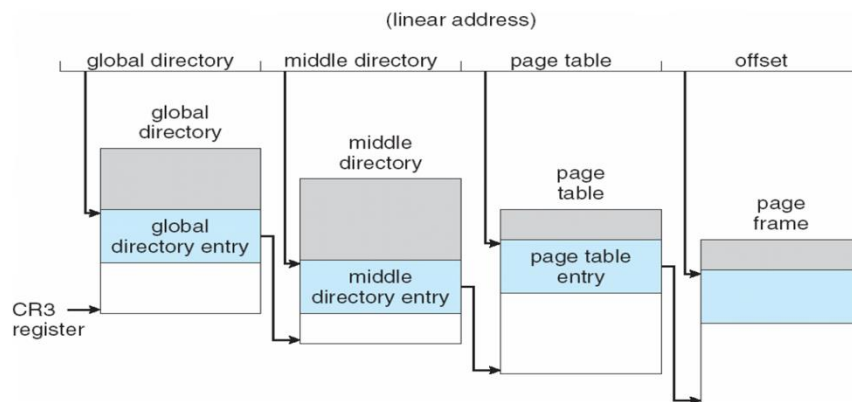 (linear address)
global directory
middle directory
page table
offset
global
directory
middle
directory
page
table
page
frame
global
directory entry
middle
directory entry
page table
entry
CR3
register